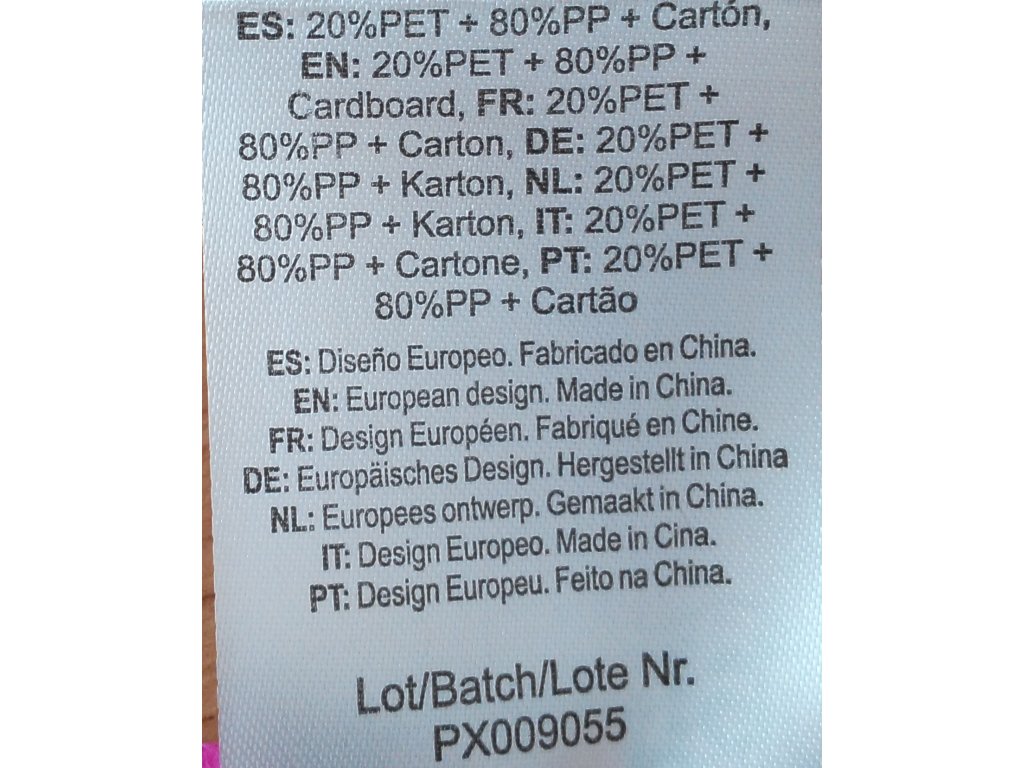 ES: 20%PET + 80%PP + Cartón,
EN: 20%PET + 80%PP +
Cardboard, FR: 20%PET +
80%PP + Carton, DE: 20%PET +
80%PP + Karton, NL: 20%PET +
80%PP + Karton, IT: 20%PET +
80%PP + Cartone, PT: 20%PET +
80%PP + Cartão
ES: Diseño Europeo. Fabricado en China.
EN: European design. Made in China.
FR: Design Européen. Fabriqué en Chine.
DE: Europäisches Design. Hergestellt in China
NL: Europees ontwerp. Gemaakt in China.
IT: Design Europeo. Made in Cina.
PT: Design Europeu. Feito na China.
Lot/Batch/Lote Nr.
PX009055